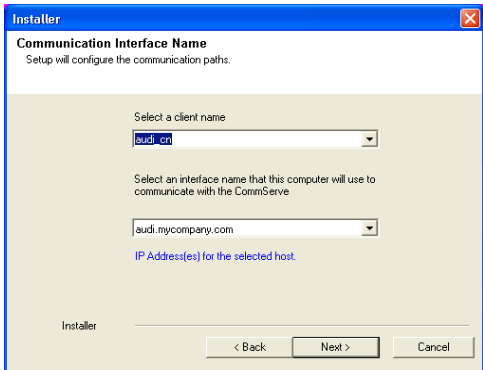 Installer
Communication Interface Name
Setup will configure the communication paths.
Select a client name
audi_cn
Select an interface name that this computer will use to
communicate with the CommServe
audi.mycompany.com
IP Address(es) for the selected host.
Installer
< Back
Next >
Cancel